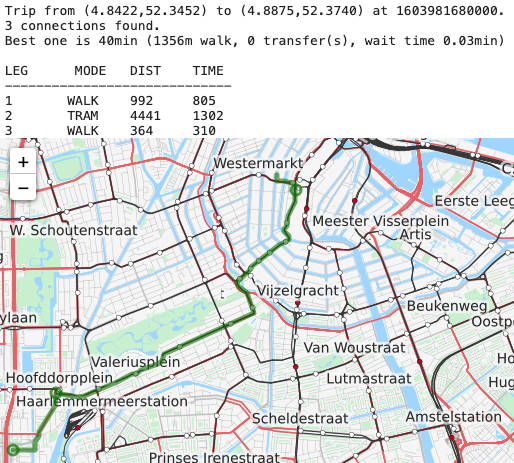 Trip from (4.8422,52.3452) to (4.8875,52.3740) at 1603981680000.
3 connections found.
Best one is 40min (1356m walk, 0 transfer(s), wait time 0.03min)
LEG MODE DIST TIME
1 WALK 992 805
2 TRAM 4441 1302
3 WALK 364 310
+
−
Westermarkt
Eerste Leeg
Meester Visserplein
W. Schoutenstraat
Artis
Vijzelgracht
Beukenweg
ylaan
Oostpo
Van Woustraat
Valeriusplein
Hoofddorpplein
Lutmastraat
Hug
Haarlemmermeerstation
Scheldestraat
Amstelstation
Prinses Irenestraat